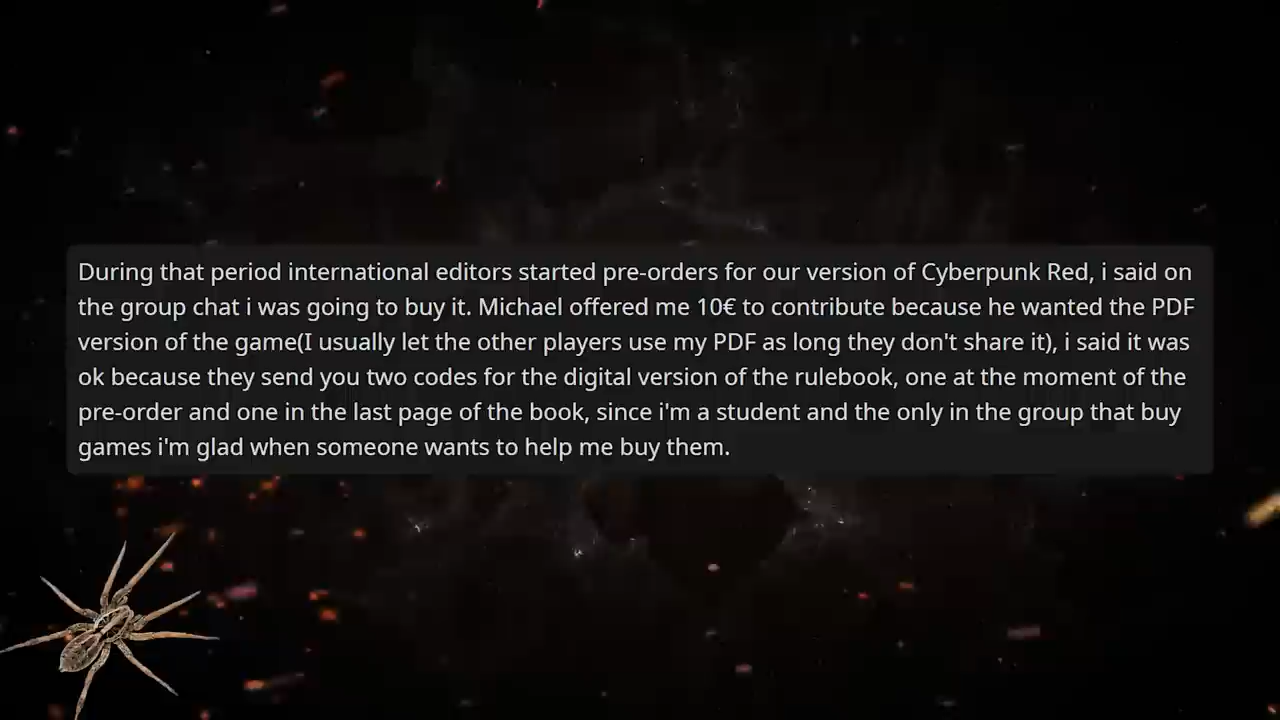 During that period international editors started pre-orders for our version of Cyberpunk Red, i said on
the group chat i was going to buy it. Michael offered me 10€ to contribute because he wanted the PDF
version of the game(I usually let the other players use my PDF as long they don't share it), i said it was
ok because they send you two codes for the digital version of the rulebook, one at the moment of the
pre-order and one in the last page of the book, since i'm a student and the only in the group that buy
games i'm glad when someone wants to help me buy them.